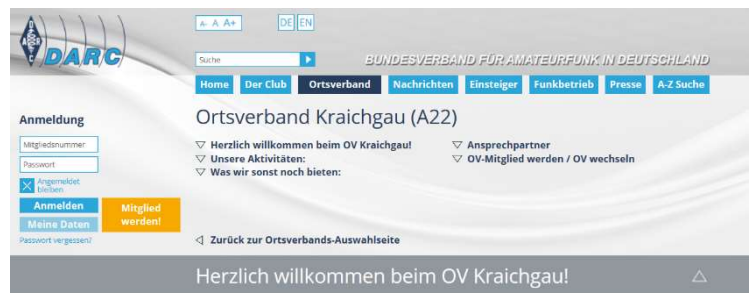 A- A A+ DE EN
DARC
Suche
BUNDESVERBAND FÜR AMATEURFUNK IN DEUTSCHLAND
Home Der Club Ortsverband Nachrichten Einsteiger Funkbetrieb Presse A-Z Suche
Anmeldung
Mitgliedsnummer
Passwort
Angemeldet
bleiben
Anmelden
Meine Daten
Mitglied
werden!
Passwort vergessen?
Ortsverband Kraichgau (A22)
Herzlich willkommen beim OV Kraichgau!
Unsere Aktivitäten:
Was wir sonst noch bieten:
Ansprechpartner
OV-Mitglied werden / OV wechseln
Zurück zur Ortsverbands-Auswahlseite
Herzlich willkommen beim OV Kraichgau!